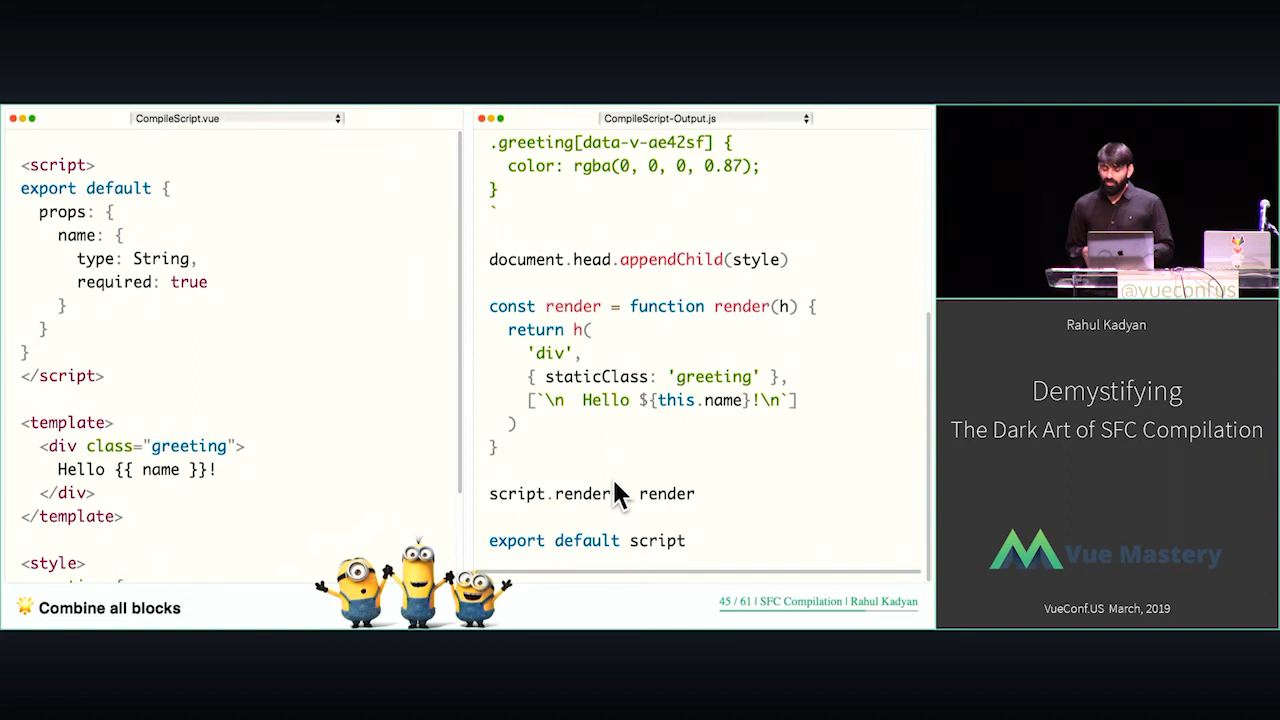 CompileScript.vue
<script>
export default {
  props: {
    name: {
      type: String,
      required: true
    }
  }
}
</script>

<template>
  <div class="greeting">
    Hello {{ name }}!
  </div>
</template>

<style>
CompileScript-Output.js
.greeting[data-v-ae42sf] {
  color: rgba(0, 0, 0, 0.87);
}
`

document.head.appendChild(style)

const render = function render(h) {
  return h(
    'div',
    { staticClass: 'greeting' },
    [`\n  Hello ${this.name}!\n`]
  )
}

script.render render

export default script
Combine all blocks
45 / 61 | SFC Compilation | Rahul Kadyan
@vueconfus
Rahul Kadyan
Demystifying
The Dark Art of SFC Compilation
Vue Mastery
VueConf.US March, 2019